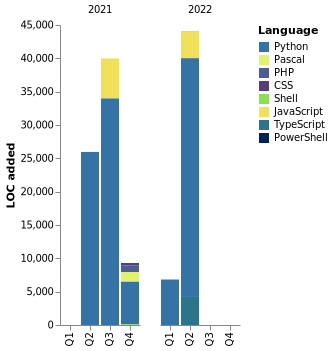 2021 2022
Language
Python
Pascal
PHP
CSS
Shell
JavaScript
TypeScript
PowerShell
LOC added
45,000
40,000
35,000
30,000
25,000
20,000
15,000
10,000
5,000
0
Q1 Q2 Q3 Q4 Q1 Q2 Q3 Q4